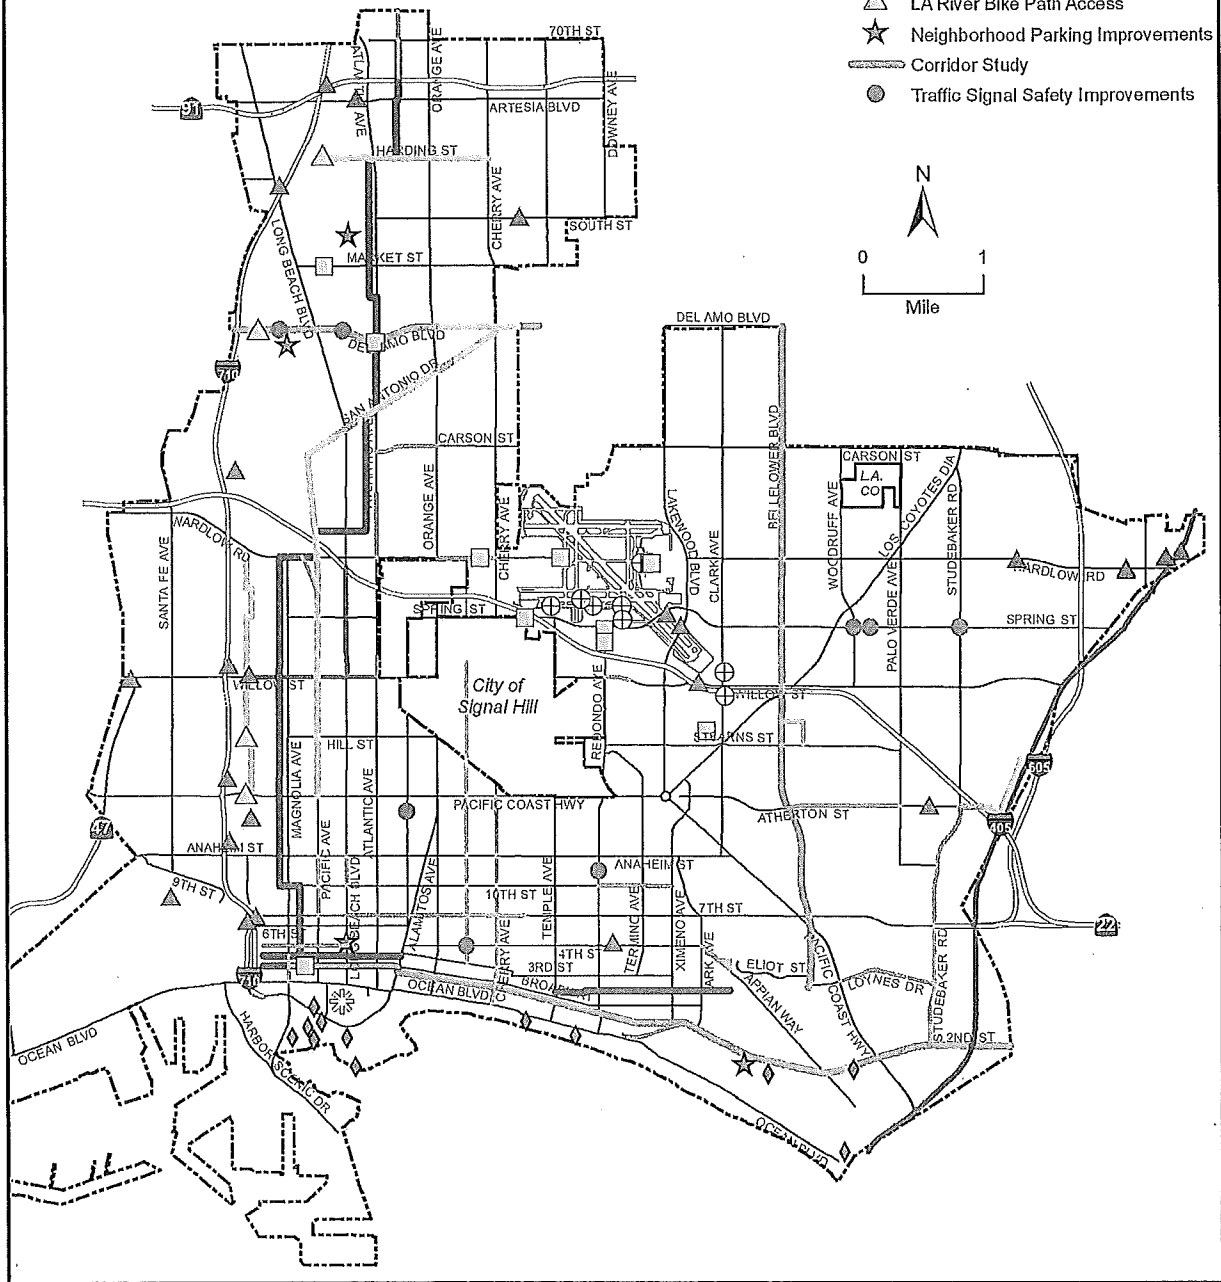 LA River Bike Path Access
Neighborhood Parking Improvements
Corridor Study
Traffic Signal Safety Improvements
N
0 1
Mile
70TH ST
ORANGE AVE
DOWNEY AVE
91
ARTESIA BLVD
HARDING ST
CHERRY AVE
SOUTH ST
LONG BEACH BLVD
MARKET ST
DEL AMO BLVD
DEL AMO BLVD
710
SAN ANTONIO DR
CARSON ST
BELLFLOWER BLVD
CARSON ST
L.A.
CO
ORANGE AVE
CHERRY AVE
LAKEWOOD BLVD
CLARK AVE
WOODRUFF AVE
LOS COYOTES DIA
STUDEBAKER RD
WARDLOW RD
SANTA FE AVE
WARDLOW RD
PALO VERDE AVE
SPRING ST
SPRING ST
WILLOW ST
City of
Signal Hill
REDONDO AVE
WILLOW ST
HILL ST
STEARNS ST
MAGNOLIA AVE
605
PACIFIC COAST HWY
ATHERTON ST
47
PACIFIC AVE
ATLANTIC AVE
405
ANAHEIM ST
ANAHEIM ST
LONG BEACH BLVD
ALAMITOS AVE
9TH ST
10TH ST
TEMPLE AVE
TERMINO AVE
XIMENO AVE
7TH ST
22
6TH ST
CHERRY AVE
4TH ST
3RD ST
PARK AVE
ELIOT ST
PACIFIC COAST HWY
LOYNES DR
STUDEBAKER RD
710
OCEAN BLVD
BROADWAY
APPIAN WAY
2ND ST
OCEAN BLVD
HARBOR SCENIC DR
OCEAN BLVD